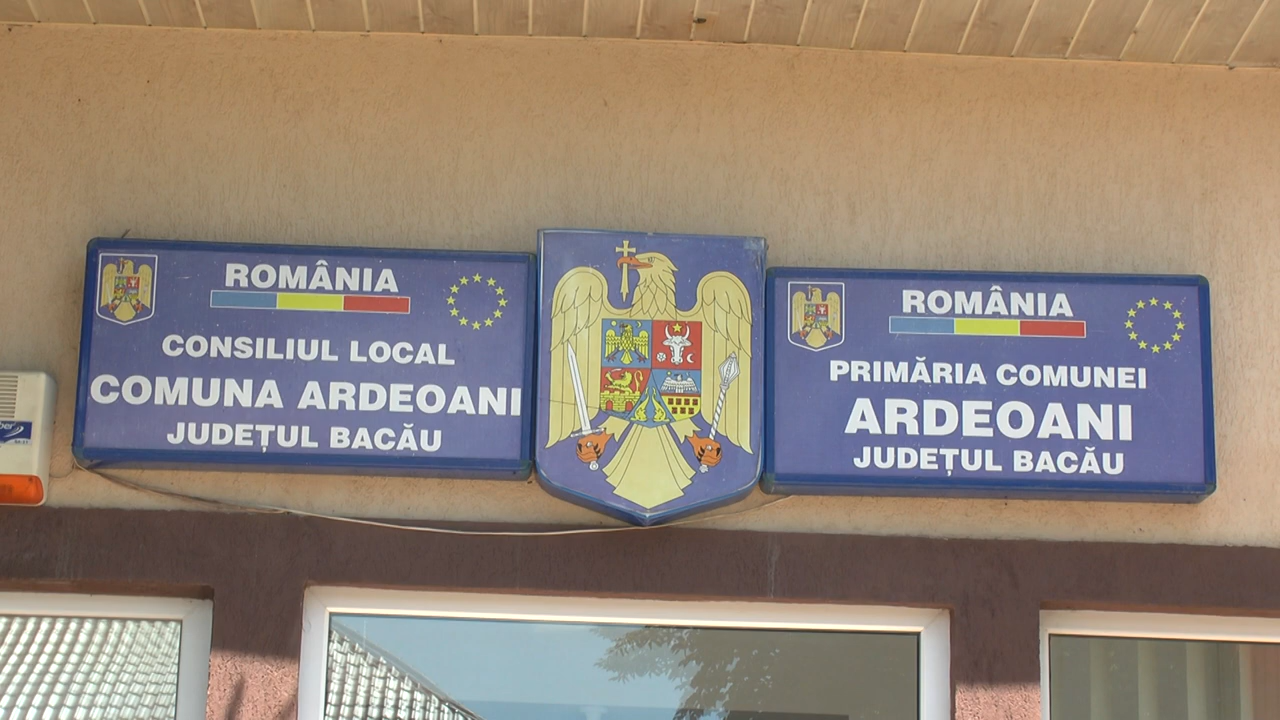 ROMÂNIA
CONSILIUL LOCAL
COMUNA ARDEOANI
JUDEȚUL BACĂU
ROMÂNIA
PRIMĂRIA COMUNEI
ARDEOANI
JUDEȚUL BACĂU